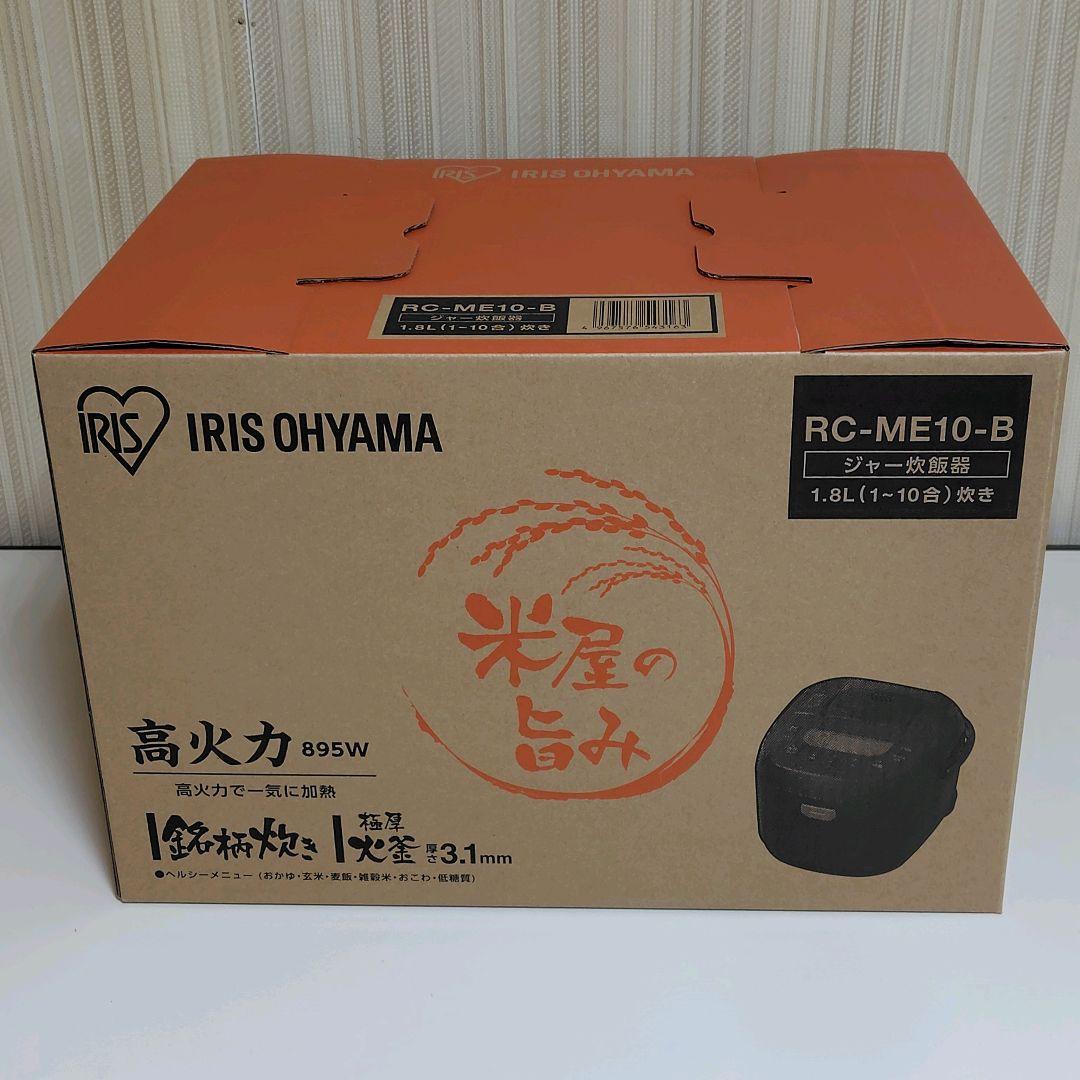 IRIS IRIS OHYAMA
RC-ME10-B
ジャー炊飯器
1.8L(1~10合)炊き
4 967576 543163
IRIS IRIS OHYAMA
RC-ME10-B
ジャー炊飯器
1.8L(1~10合)炊き
米屋の
旨み
高火力 895W
高火力で一気に加熱
銘柄炊き
極厚
火釜 厚さ3.1mm
●ヘルシーメニュー(おかゆ・玄米・麦飯・雑穀米・おこわ・低糖質)